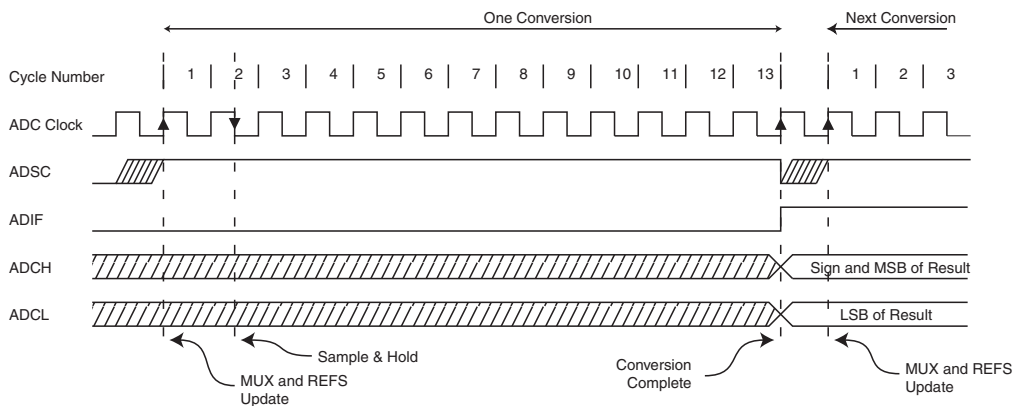 One Conversion
Next Conversion
Cycle Number
1 2 3 4 5 6 7 8 9 10 11 12 13 1 2 3
ADC Clock
ADSC
ADIF
ADCH
Sign and MSB of Result
ADCL
LSB of Result
Sample & Hold
MUX and REFS
Update
Conversion
Complete
MUX and REFS
Update